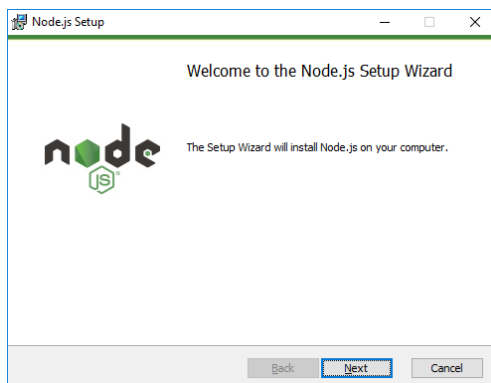 Node.js Setup
Welcome to the Node.js Setup Wizard
node
JS
The Setup Wizard will install Node.js on your computer.
Back Next Cancel